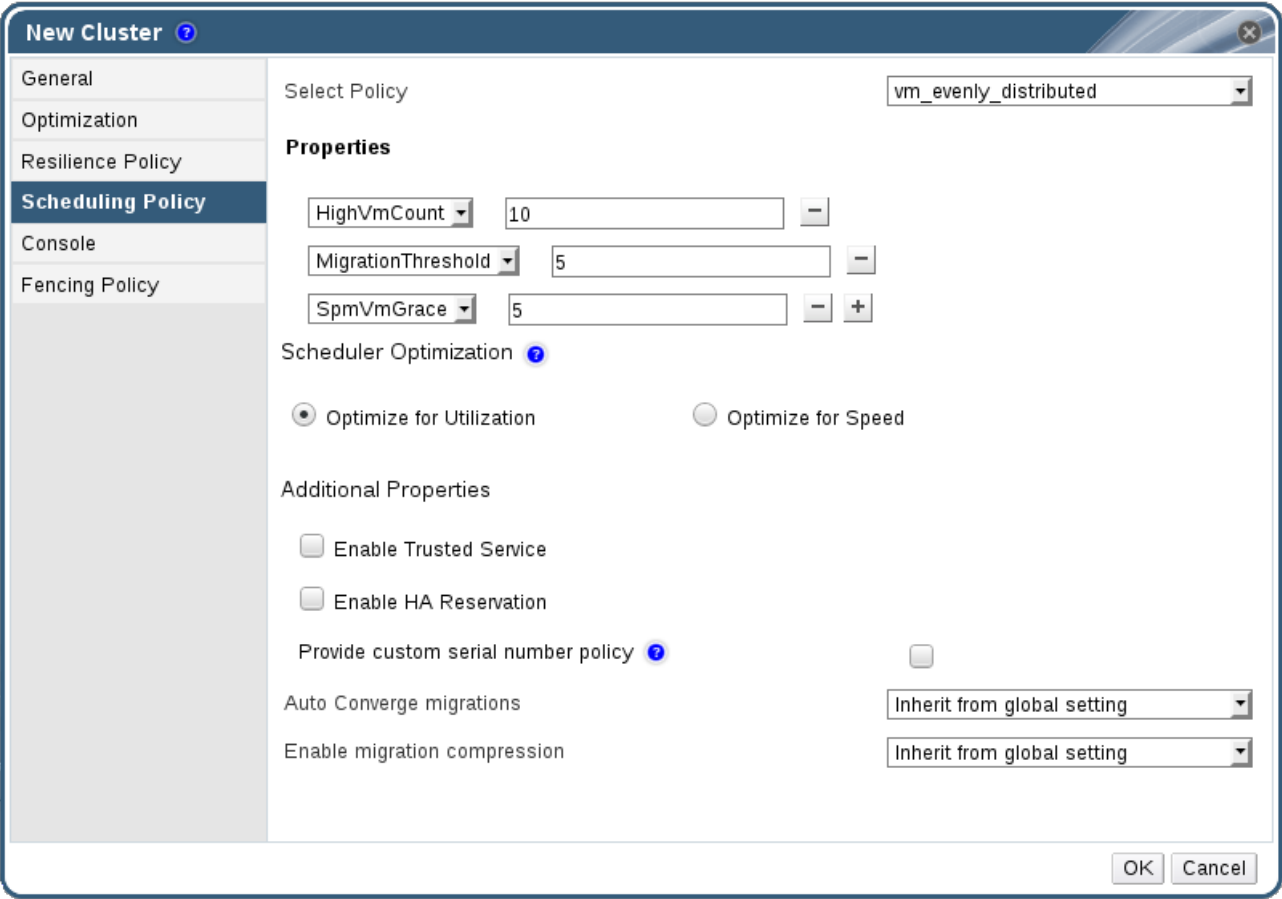 New Cluster ?
General
Optimization
Resilience Policy
Scheduling Policy
Console
Fencing Policy
Select Policy vm_evenly_distributed
Properties
HighVmCount 10 −
MigrationThreshold 5 −
SpmVmGrace 5 − +
Scheduler Optimization ?
Optimize for Utilization Optimize for Speed
Additional Properties
Enable Trusted Service
Enable HA Reservation
Provide custom serial number policy ?
Auto Converge migrations Inherit from global setting
Enable migration compression Inherit from global setting
OK Cancel